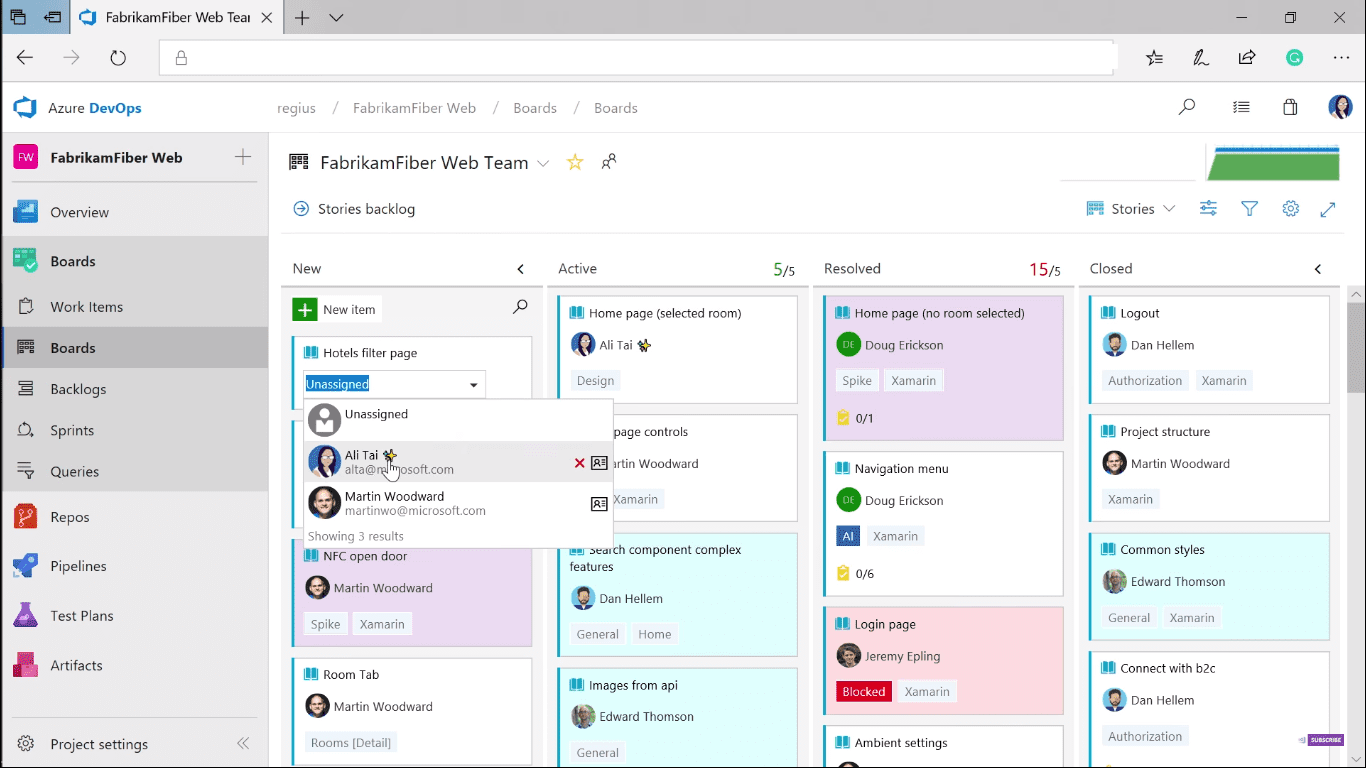 FabrikamFiber Web Tear
Azure DevOps
regius / FabrikamFiber Web / Boards / Boards
FW FabrikamFiber Web
Overview
Boards
Work Items
Boards
Backlogs
Sprints
Queries
Repos
Pipelines
Test Plans
Artifacts
Project settings
FabrikamFiber Web Team
Stories backlog
Stories
New
New item
Hotels filter page
Unassigned
Unassigned
Ali Tai
alta@microsoft.com
Martin Woodward
martinwo@microsoft.com
Showing 3 results
NFC open door
Martin Woodward
Spike Xamarin
Room Tab
Martin Woodward
Rooms [Detail]
Active 5/5
Home page (selected room)
Ali Tai
Design
page controls
rtin Woodward
Xamarin
Search component complex
features
Dan Hellem
General Home
Images from api
Edward Thomson
General
Resolved 15/5
Home page (no room selected)
DE Doug Erickson
Spike Xamarin
0/1
Navigation menu
DE Doug Erickson
AI Xamarin
0/6
Login page
Jeremy Epling
Blocked Xamarin
Ambient settings
Closed
Logout
Dan Hellem
Authorization Xamarin
Project structure
Martin Woodward
Xamarin
Common styles
Edward Thomson
General Xamarin
Connect with b2c
Dan Hellem
Authorization
SUBSCRIBE